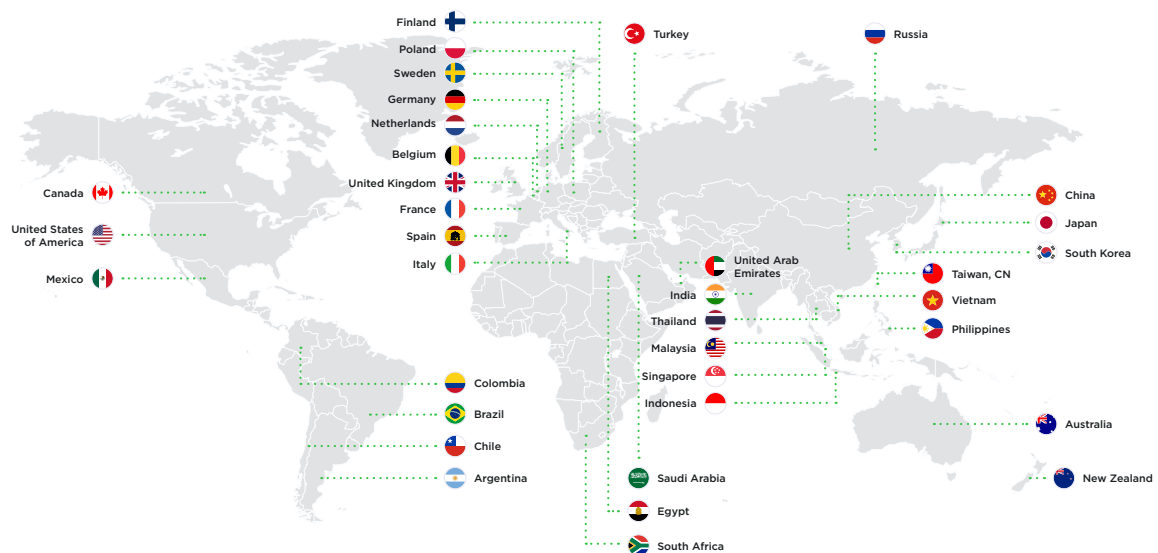 Finland
Poland
Sweden
Germany
Netherlands
Belgium
United Kingdom
France
Spain
Italy
Turkey
Russia
Canada
United States
of America
Mexico
China
Japan
South Korea
United Arab
Emirates
India
Thailand
Malaysia
Singapore
Indonesia
Taiwan, CN
Vietnam
Philippines
Colombia
Brazil
Chile
Argentina
Saudi Arabia
Egypt
South Africa
Australia
New Zealand